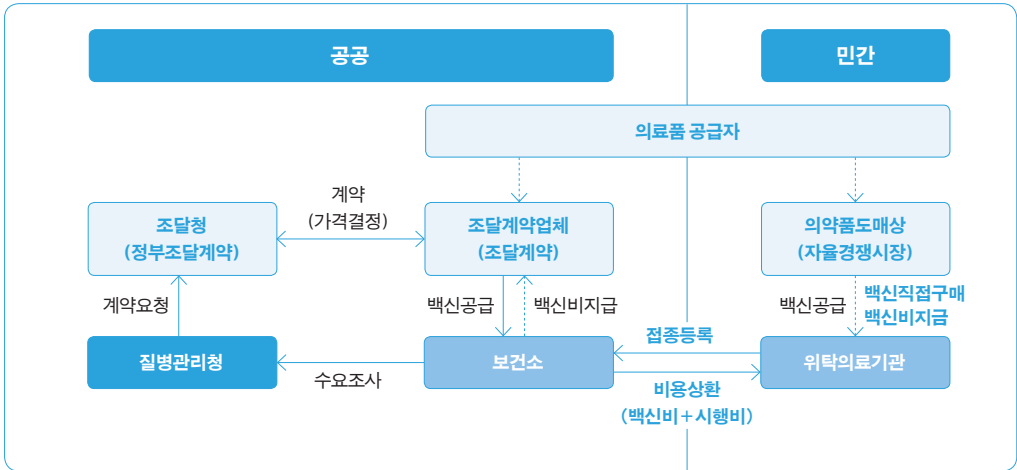 공공
민간
의료품 공급자
계약
(가격결정)
조달청
(정부조달계약)
조달계약업체
(조달계약)
의약품도매상
(자율경쟁시장)
계약요청
백신공급
백신비지급
백신공급
백신직접구매
백신비지금
접종등록
질병관리청
수요조사
보건소
위탁의료기관
비용상환
(백신비+시행비)